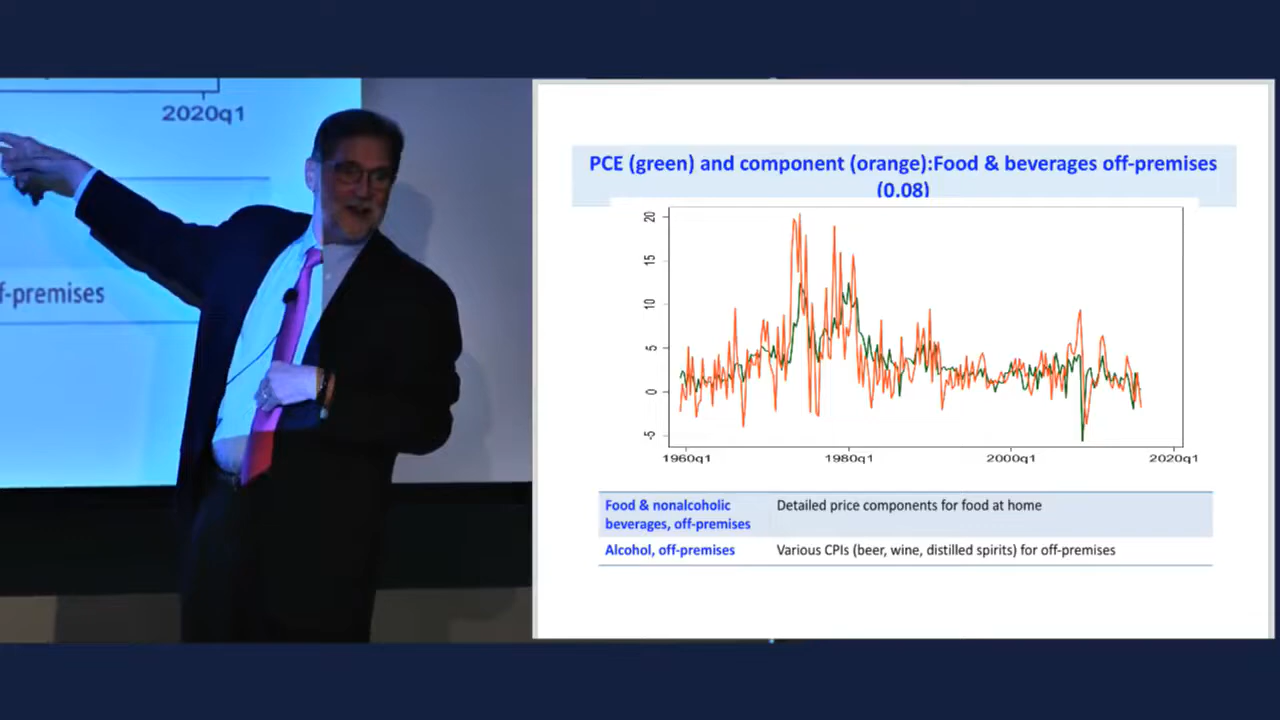 2020q1
f-premises
PCE (green) and component (orange):Food & beverages off-premises
(0.08)
20
15
10
5
0
-5
1960q1
1980q1
2000q1
2020q1
Food & nonalcoholic
beverages, off-premises
Detailed price components for food at home
Alcohol, off-premises
Various CPIs (beer, wine, distilled spirits) for off-premises